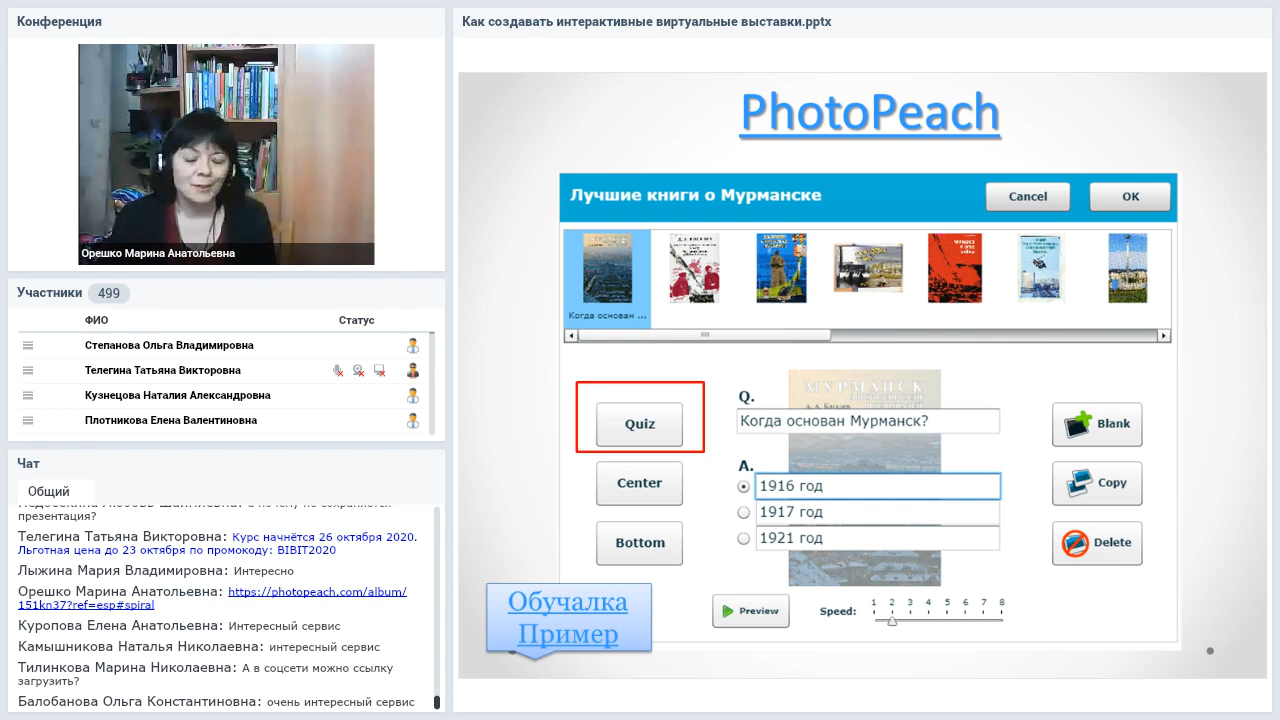 Конференция
Орешко Марина Анатольевна
Участники 499
ФИО Статус
Степанова Ольга Владимировна
Телегина Татьяна Викторовна
Кузнецова Наталия Александровна
Плотникова Елена Валентиновна
Чат
Общий
презентация?
Телегина Татьяна Викторовна: Курс начнётся 26 октября 2020.
Льготная цена до 23 октября по промокоду: BIBIT2020
Лыжина Мария Владимировна: Интересно
Орешко Марина Анатольевна: https://photopeach.com/album/
151kn37?ref=esp#spiral
Куропова Елена Анатольевна: Интересный сервис
Камышникова Наталья Николаевна: интересный сервис
Тилинкова Марина Николаевна: А в соцсети можно ссылку
загрузить?
Балобанова Ольга Константиновна: очень интересный сервис
Как создавать интерактивные виртуальные выставки.pptx
PhotoPeach
Лучшие книги о Мурманске
Cancel
OK
Когда основан ...
Quiz
Center
Bottom
Q.
МУРМАНСК
Когда основан Мурманск?
A.
1916 год
1917 год
1921 год
Blank
Copy
Delete
Preview
Speed:
1 2 3 4 5 6 7 8
Обучалка
Пример